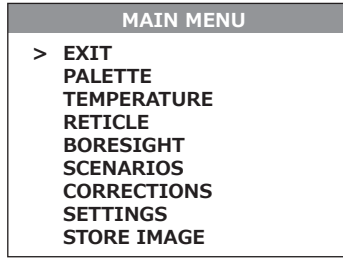 MAIN MENU
> EXIT
PALETTE
TEMPERATURE
RETICLE
BORESIGHT
SCENARIOS
CORRECTIONS
SETTINGS
STORE IMAGE